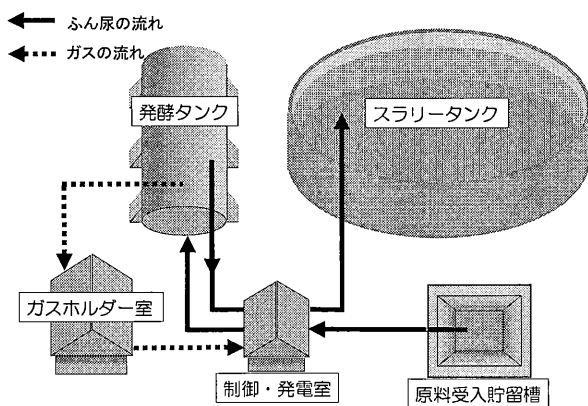 ふん尿の流れ
ガスの流れ
発酵タンク
スラリータンク
ガスホルダー室
制御・発電室
原料受入貯留槽